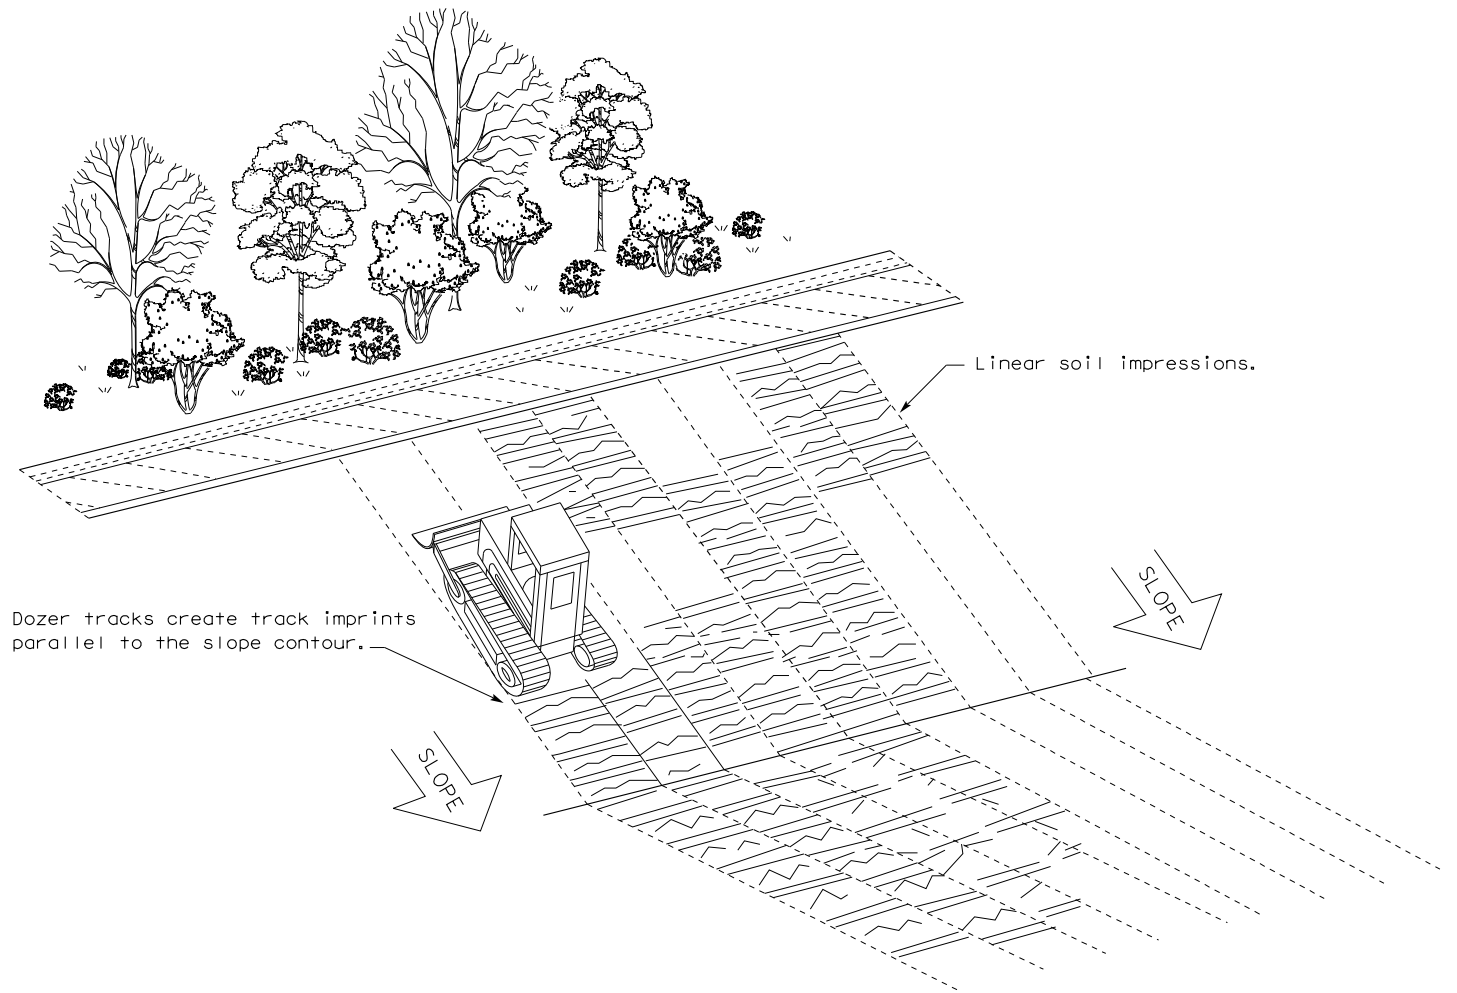 Linear soil impressions.
SLOPE
Dozer tracks create track imprints
parallel to the slope contour.
SLOPE